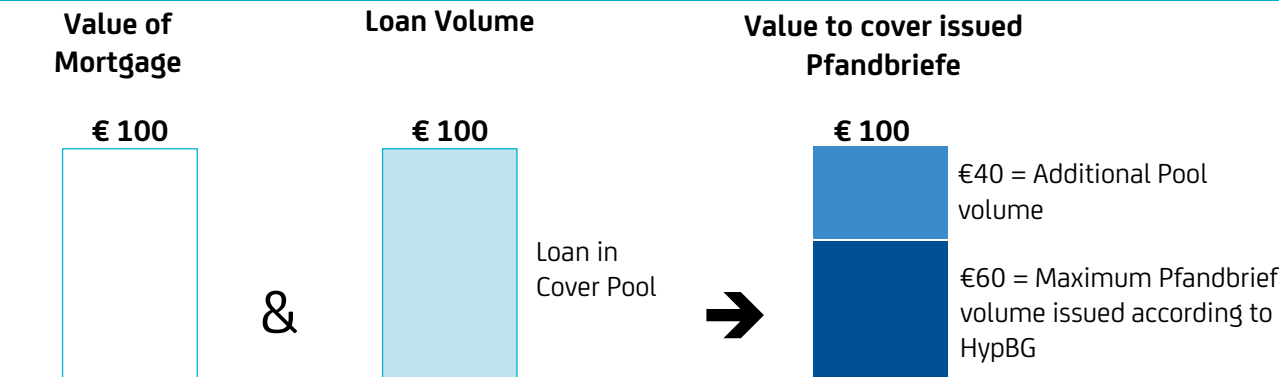 Value of
Mortgage
Loan Volume
Value to cover issued
Pfandbriefe
€ 100
€ 100
€ 100
€40 = Additional Pool
volume
Loan in
Cover Pool
&
➔
€60 = Maximum Pfandbrief
volume issued according to
HypBG